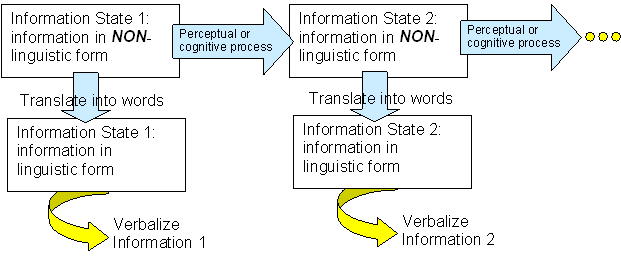 Information State 1:
information in NON-
linguistic form
Perceptual or
cognitive process
Information State 2:
information in NON-
linguistic form
Perceptual or
cognitive process
Translate into words
Translate into words
Information State 1:
information in
linguistic form
Information State 2:
information in
linguistic form
Verbalize
Information 1
Verbalize
Information 2